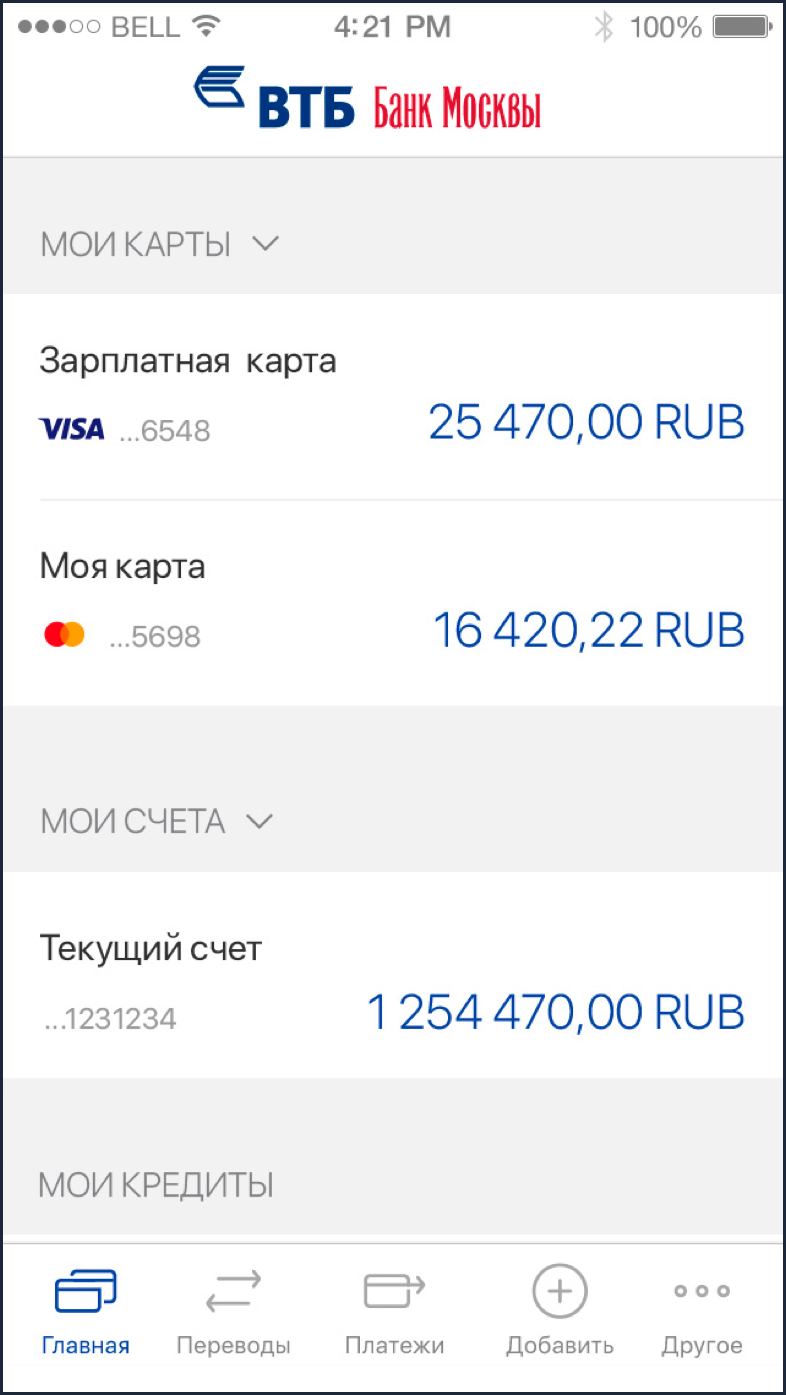 BELL 4:21 PM 100%
ВТБ Банк Москвы
МОИ КАРТЫ
Зарплатная карта
VISA ...6548 25 470,00 RUB
Моя карта
...5698 16 420,22 RUB
МОИ СЧЕТА
Текущий счет
...1231234 1 254 470,00 RUB
МОИ КРЕДИТЫ
Главная Переводы Платежи Добавить Другое